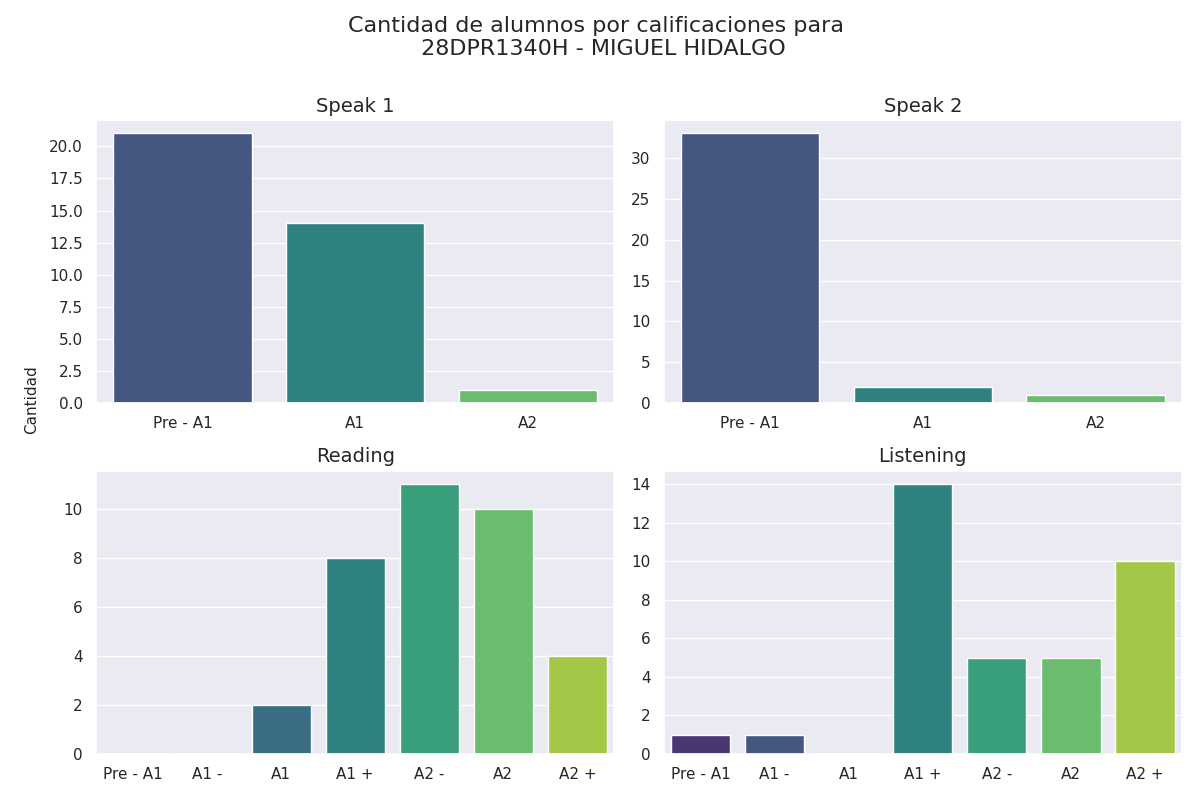 Cantidad de alumnos por calificaciones para
28DPR1340H - MIGUEL HIDALGO
Speak 1
20.0
17.5
15.0
12.5
10.0
7.5
5.0
2.5
0.0
Pre - A1 A1 A2
Speak 2
30
25
20
15
10
5
0
Pre - A1 A1 A2
Cantidad
Reading
10
8
6
4
2
0
Pre - A1 A1 - A1 A1 + A2 - A2 A2 +
Listening
14
12
10
8
6
4
2
0
Pre - A1 A1 - A1 A1 + A2 - A2 A2 +